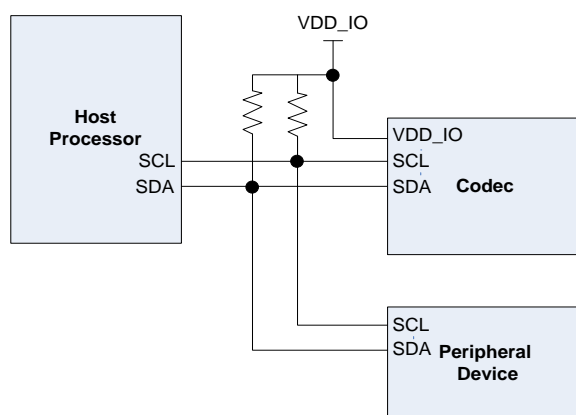 VDD_IO
Host
Processor
SCL
SDA
VDD_IO
SCL
SDA
Codec
SCL
SDA
Peripheral
Device